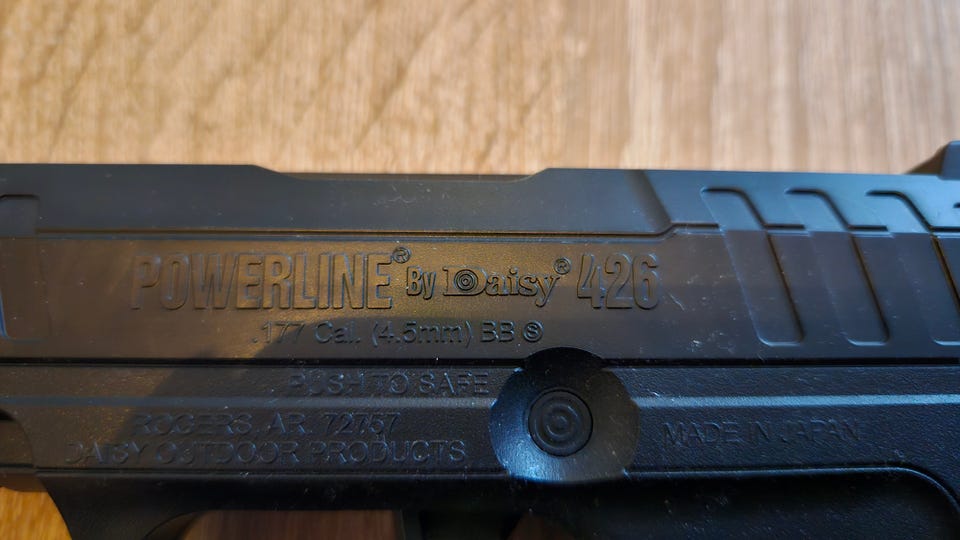 POWERLINE® By Daisy® 426
.177 Cal. (4.5mm) BB Ⓢ
PUSH TO SAFE
ROGERS, AR. 72757
DAISY OUTDOOR PRODUCTS
MADE IN JAPAN